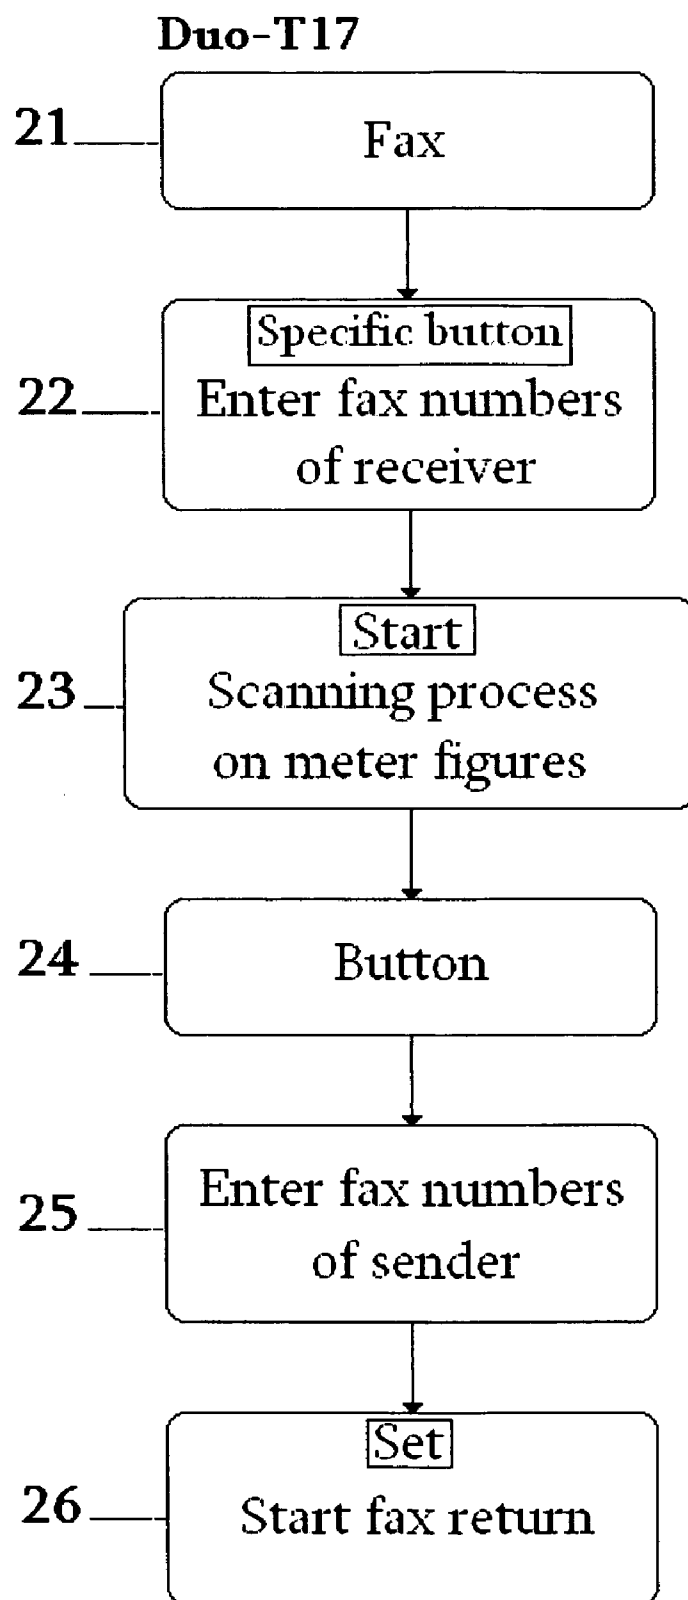 Duo-T17
21
Fax
Specific button
22
Enter fax numbers
of receiver
Start
23
Scanning process
on meter figures
24
Button
25
Enter fax numbers
of sender
Set
26
Start fax return